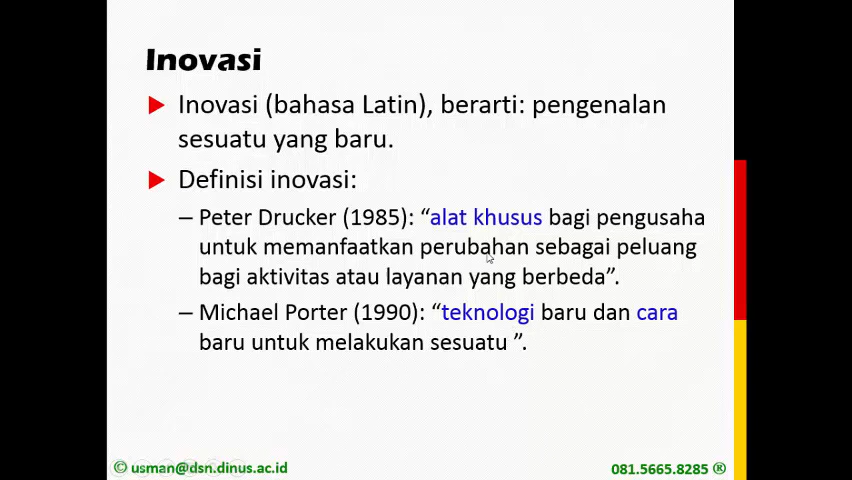 Inovasi
Inovasi (bahasa Latin), berarti: pengenalan
sesuatu yang baru.
Definisi inovasi:
– Peter Drucker (1985): “alat khusus bagi pengusaha
untuk memanfaatkan perubahan sebagai peluang
bagi aktivitas atau layanan yang berbeda”.
– Michael Porter (1990): “teknologi baru dan cara
baru untuk melakukan sesuatu ”.
© usman@dsn.dinus.ac.id
081.5665.8285 ®